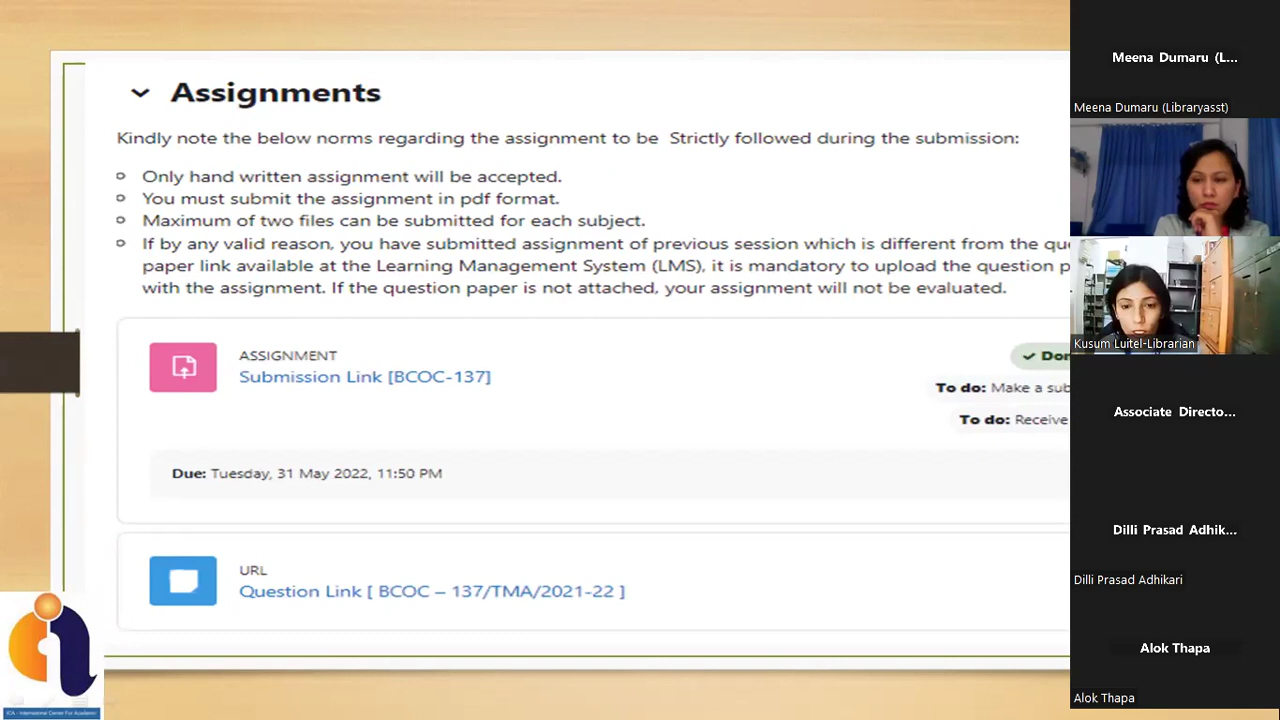 Assignments
Kindly note the below norms regarding the assignment to be Strictly followed during the submission:
Only hand written assignment will be accepted.
You must submit the assignment in pdf format.
Maximum of two files can be submitted for each subject.
If by any valid reason, you have submitted assignment of previous session which is different from the que
paper link available at the Learning Management System (LMS), it is mandatory to upload the question p
with the assignment. If the question paper is not attached, your assignment will not be evaluated.
ASSIGNMENT
Submission Link [BCOC-137]
Don
To do: Make a sub
To do: Receive
Due: Tuesday, 31 May 2022, 11:50 PM
URL
Question Link [ BCOC – 137/TMA/2021-22 ]
ICA - International Center For Academic
Meena Dumaru (L...
Meena Dumaru (Libraryasst)
Kusum Luitel-Librarian
Associate Directo...
Dilli Prasad Adhik...
Dilli Prasad Adhikari
Alok Thapa
Alok Thapa